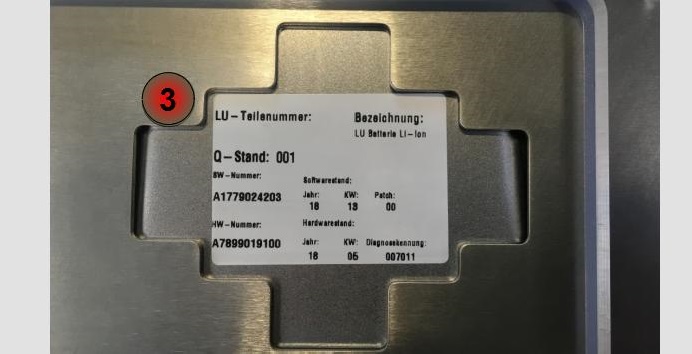 3
LU-Teilenummer: Bezeichnung:
LU Batterie Li-Ion
Q-Stand: 001
SW-Nummer: Softwarestand:
Jahr: KW: Patch:
A1779024203 18 13 00
HW-Nummer: Hardwarestand:
Jahr: KW: Diagnosekennung:
A7899019100 18 05 007011